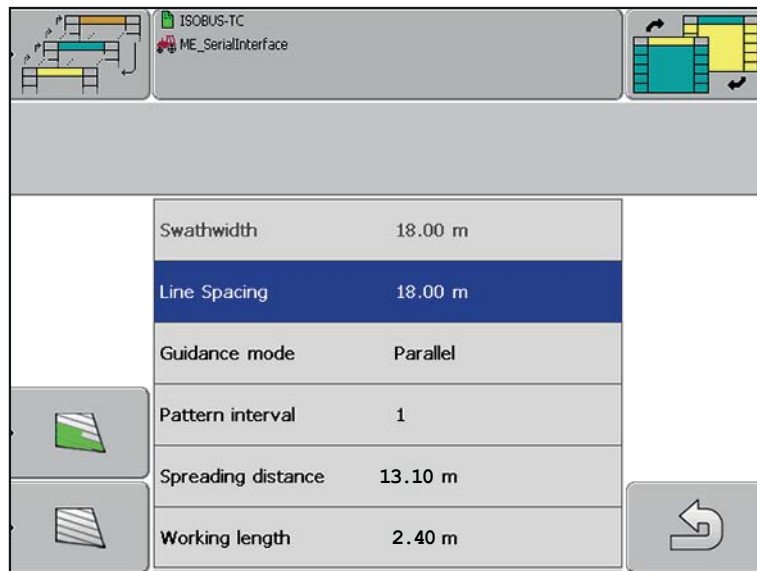 ISOBUS-TC
ME_SerialInterface
Swathwidth 18.00 m
Line Spacing 18.00 m
Guidance mode Parallel
Pattern interval 1
Spreading distance 13.10 m
Working length 2.40 m